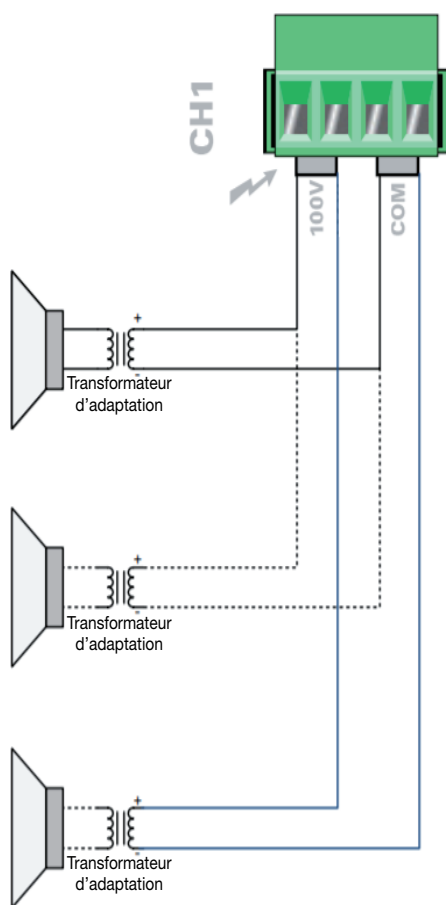 CH1
100V
COM
+
-
Transformateur
d'adaptation
+
-
Transformateur
d'adaptation
+
-
Transformateur
d'adaptation